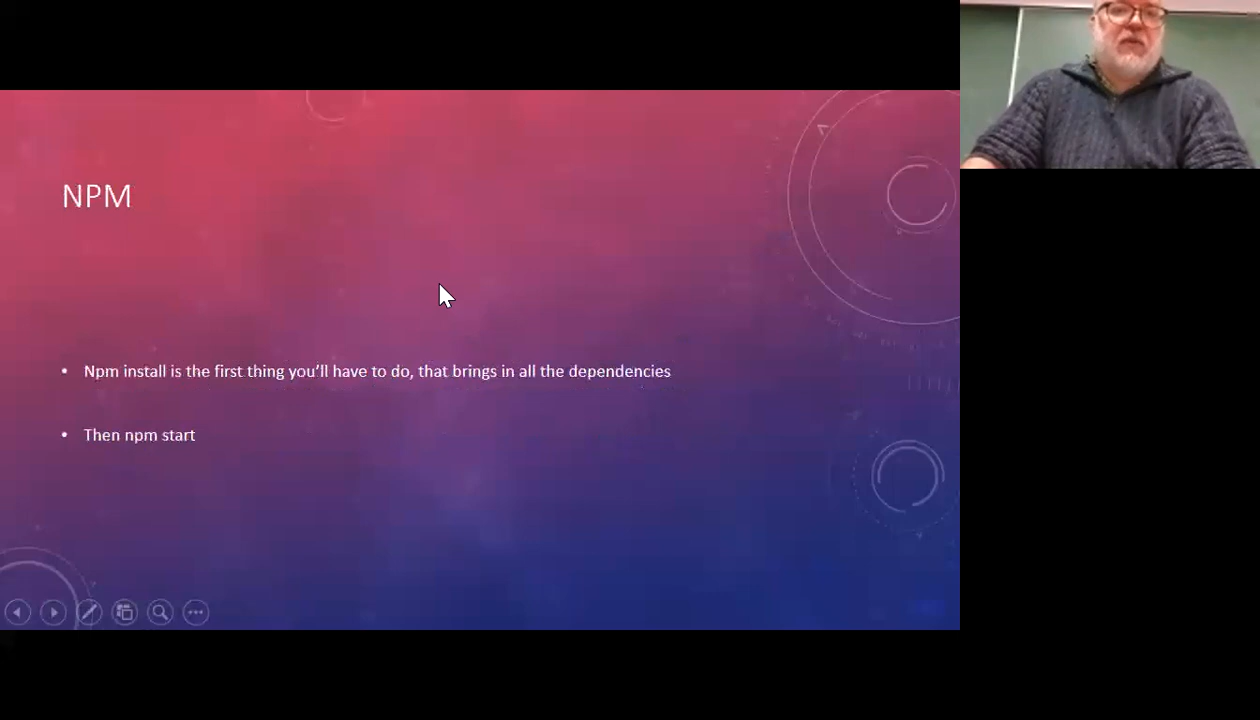 NPM
Npm install is the first thing you’ll have to do, that brings in all the dependencies
Then npm start